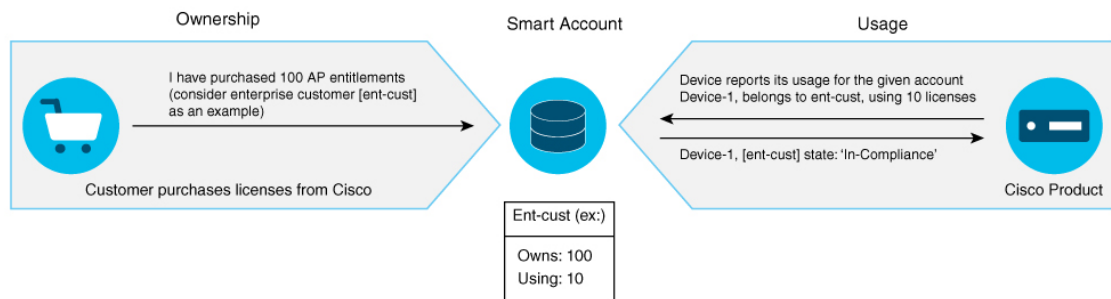 Ownership
Smart Account
Usage
I have purchased 100 AP entitlements
(consider enterprise customer [ent-cust]
as an example)
Customer purchases licenses from Cisco
Device reports its usage for the given account
Device-1, belongs to ent-cust, using 10 licenses
Device-1, [ent-cust] state: ‘In-Compliance’
Cisco Product
Ent-cust (ex:)
Owns: 100
Using: 10